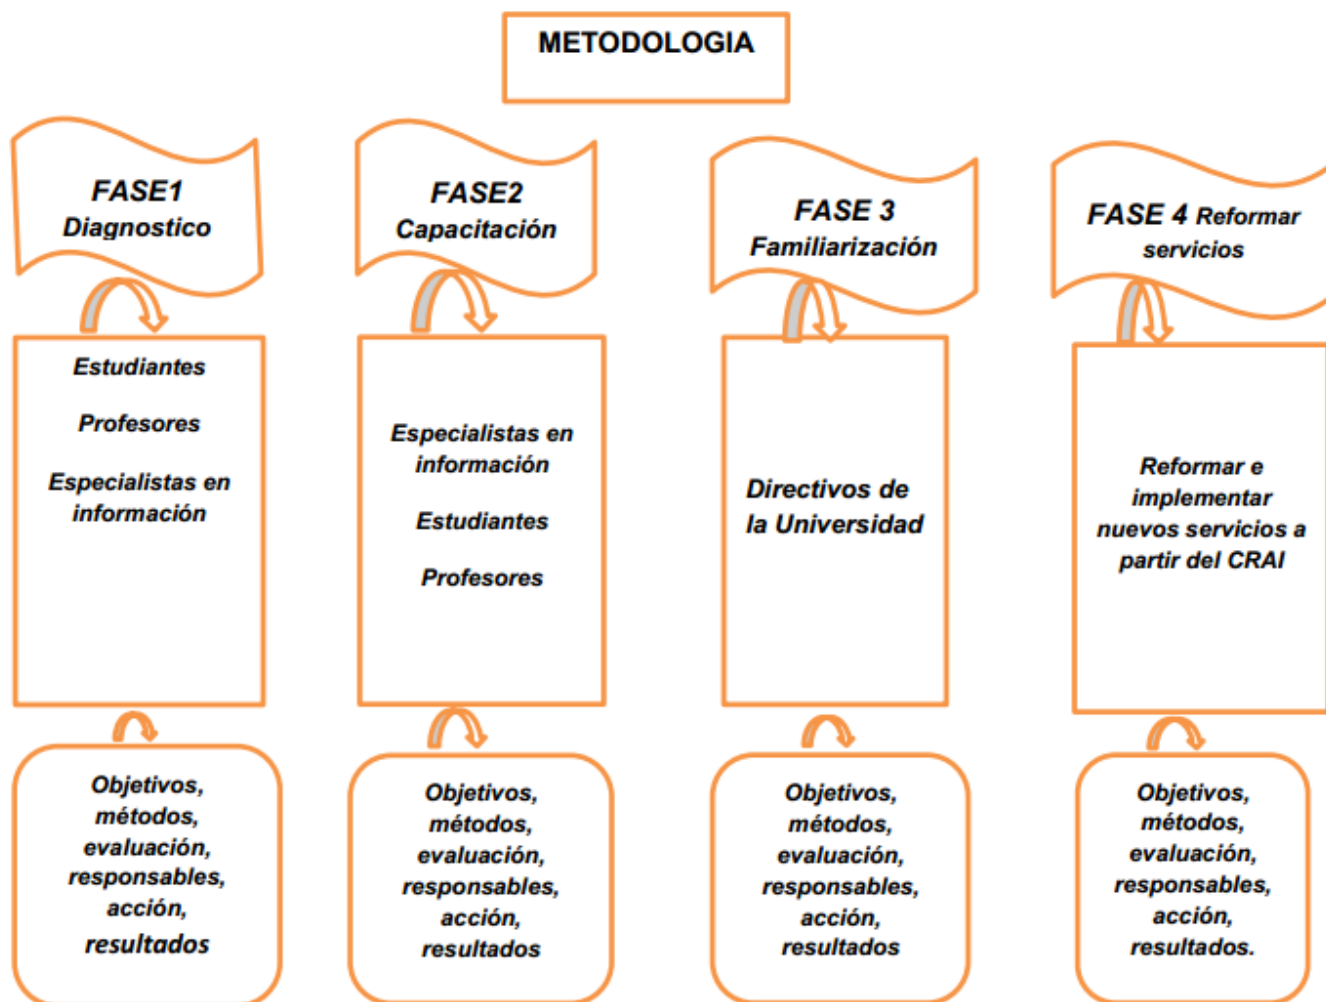 METODOLOGIA
FASE1
Diagnostico
FASE2
Capacitación
FASE 3
Familiarización
FASE 4 Reformar
servicios
Estudiantes
Profesores
Especialistas en
información
Especialistas en
información
Estudiantes
Profesores
Directivos de
la Universidad
Reformar e
implementar
nuevos servicios a
partir del CRAI
Objetivos,
métodos,
evaluación,
responsables,
acción,
resultados
Objetivos,
métodos,
evaluación,
responsables,
acción,
resultados
Objetivos,
métodos,
evaluación,
responsables,
acción,
resultados
Objetivos,
métodos,
evaluación,
responsables,
acción,
resultados.